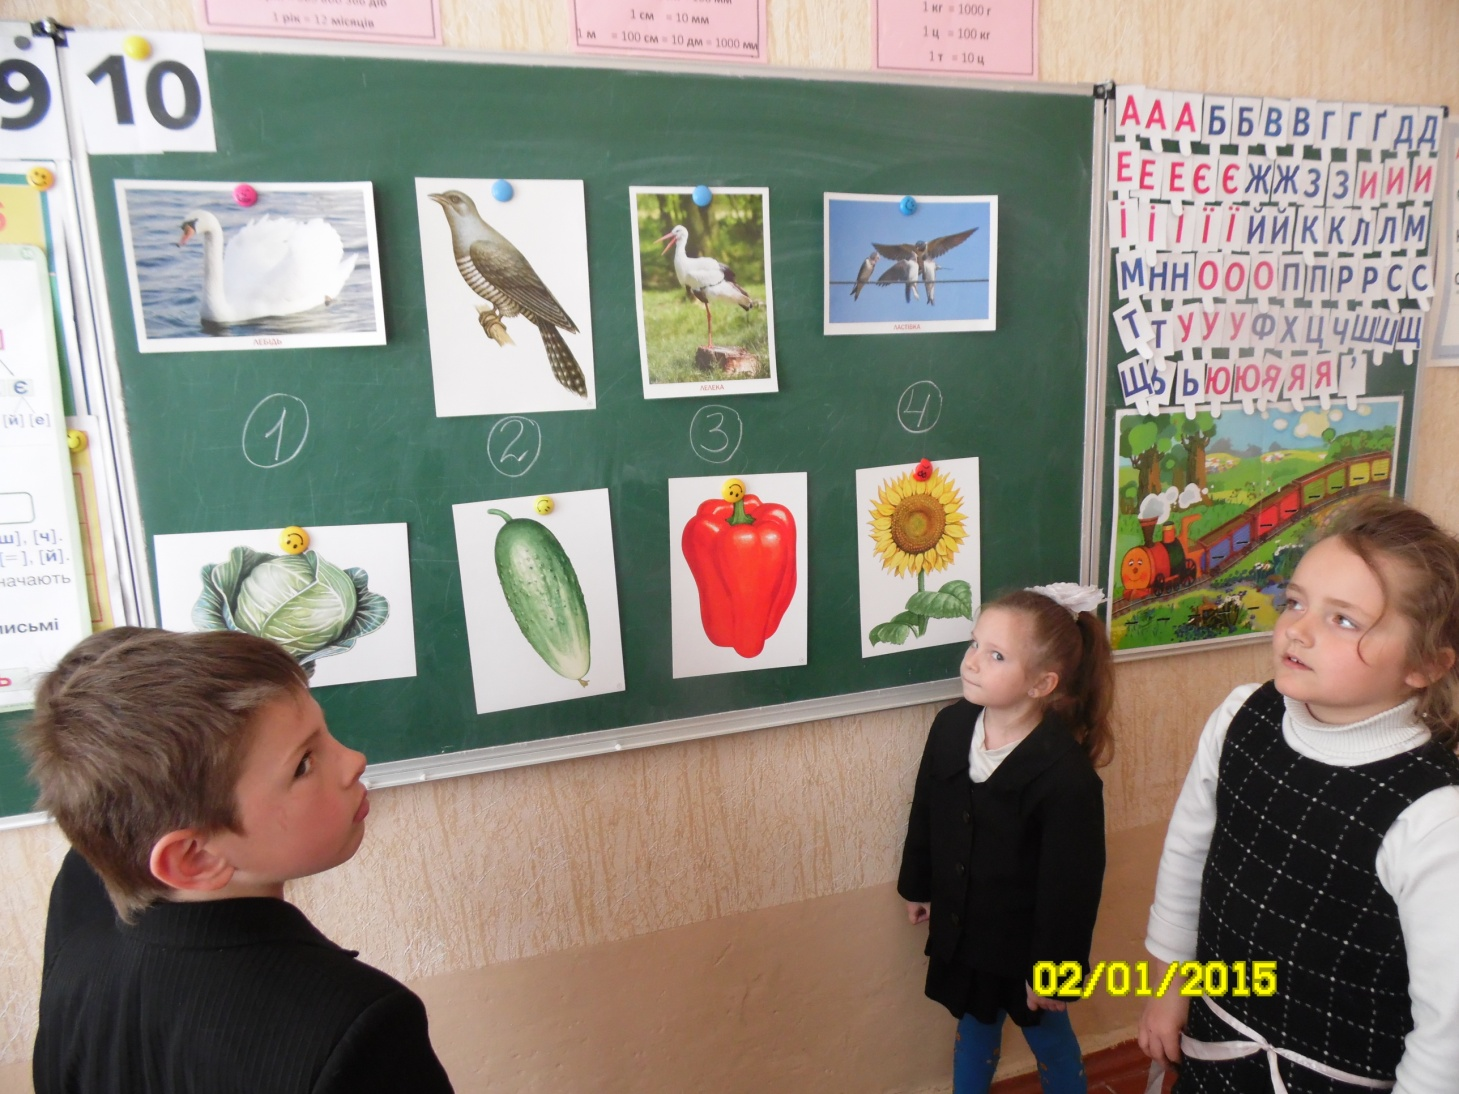 1 рік = 12 місяців
1 см = 10 мм
1 м = 100 см = 10 дм = 1000 мм
1 кг = 1000 г
1 ц = 100 кг
1 т = 10 ц
9
10
ЛЕБІДЬ
ЛЕЛЕКА
ЛАСТІВКА
1
2
3
4
А А А Б Б В В Г Г Ґ Д Д
Е Е Е Є Є Ж Ж З З И И И
І І Ї Ї Ї Й Й К К Л Л М
М Н Н О О О П П Р Р С С
Т Т У У У Ф Х Ц Ч Ш Ш Щ
Щ Ь Ь Ю Ю Я Я Я '
є
[й] [е]
ш], [ч].
[=], [й].
начають
письмі
ь
02/01/2015